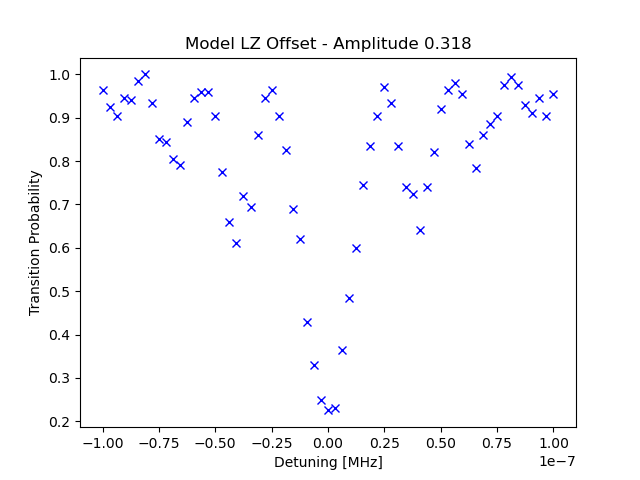 Model LZ Offset - Amplitude 0.318
Transition Probability
1.0
0.9
0.8
0.7
0.6
0.5
0.4
0.3
0.2
−1.00 −0.75 −0.50 −0.25 0.00 0.25 0.50 0.75 1.00
1e−7
Detuning [MHz]